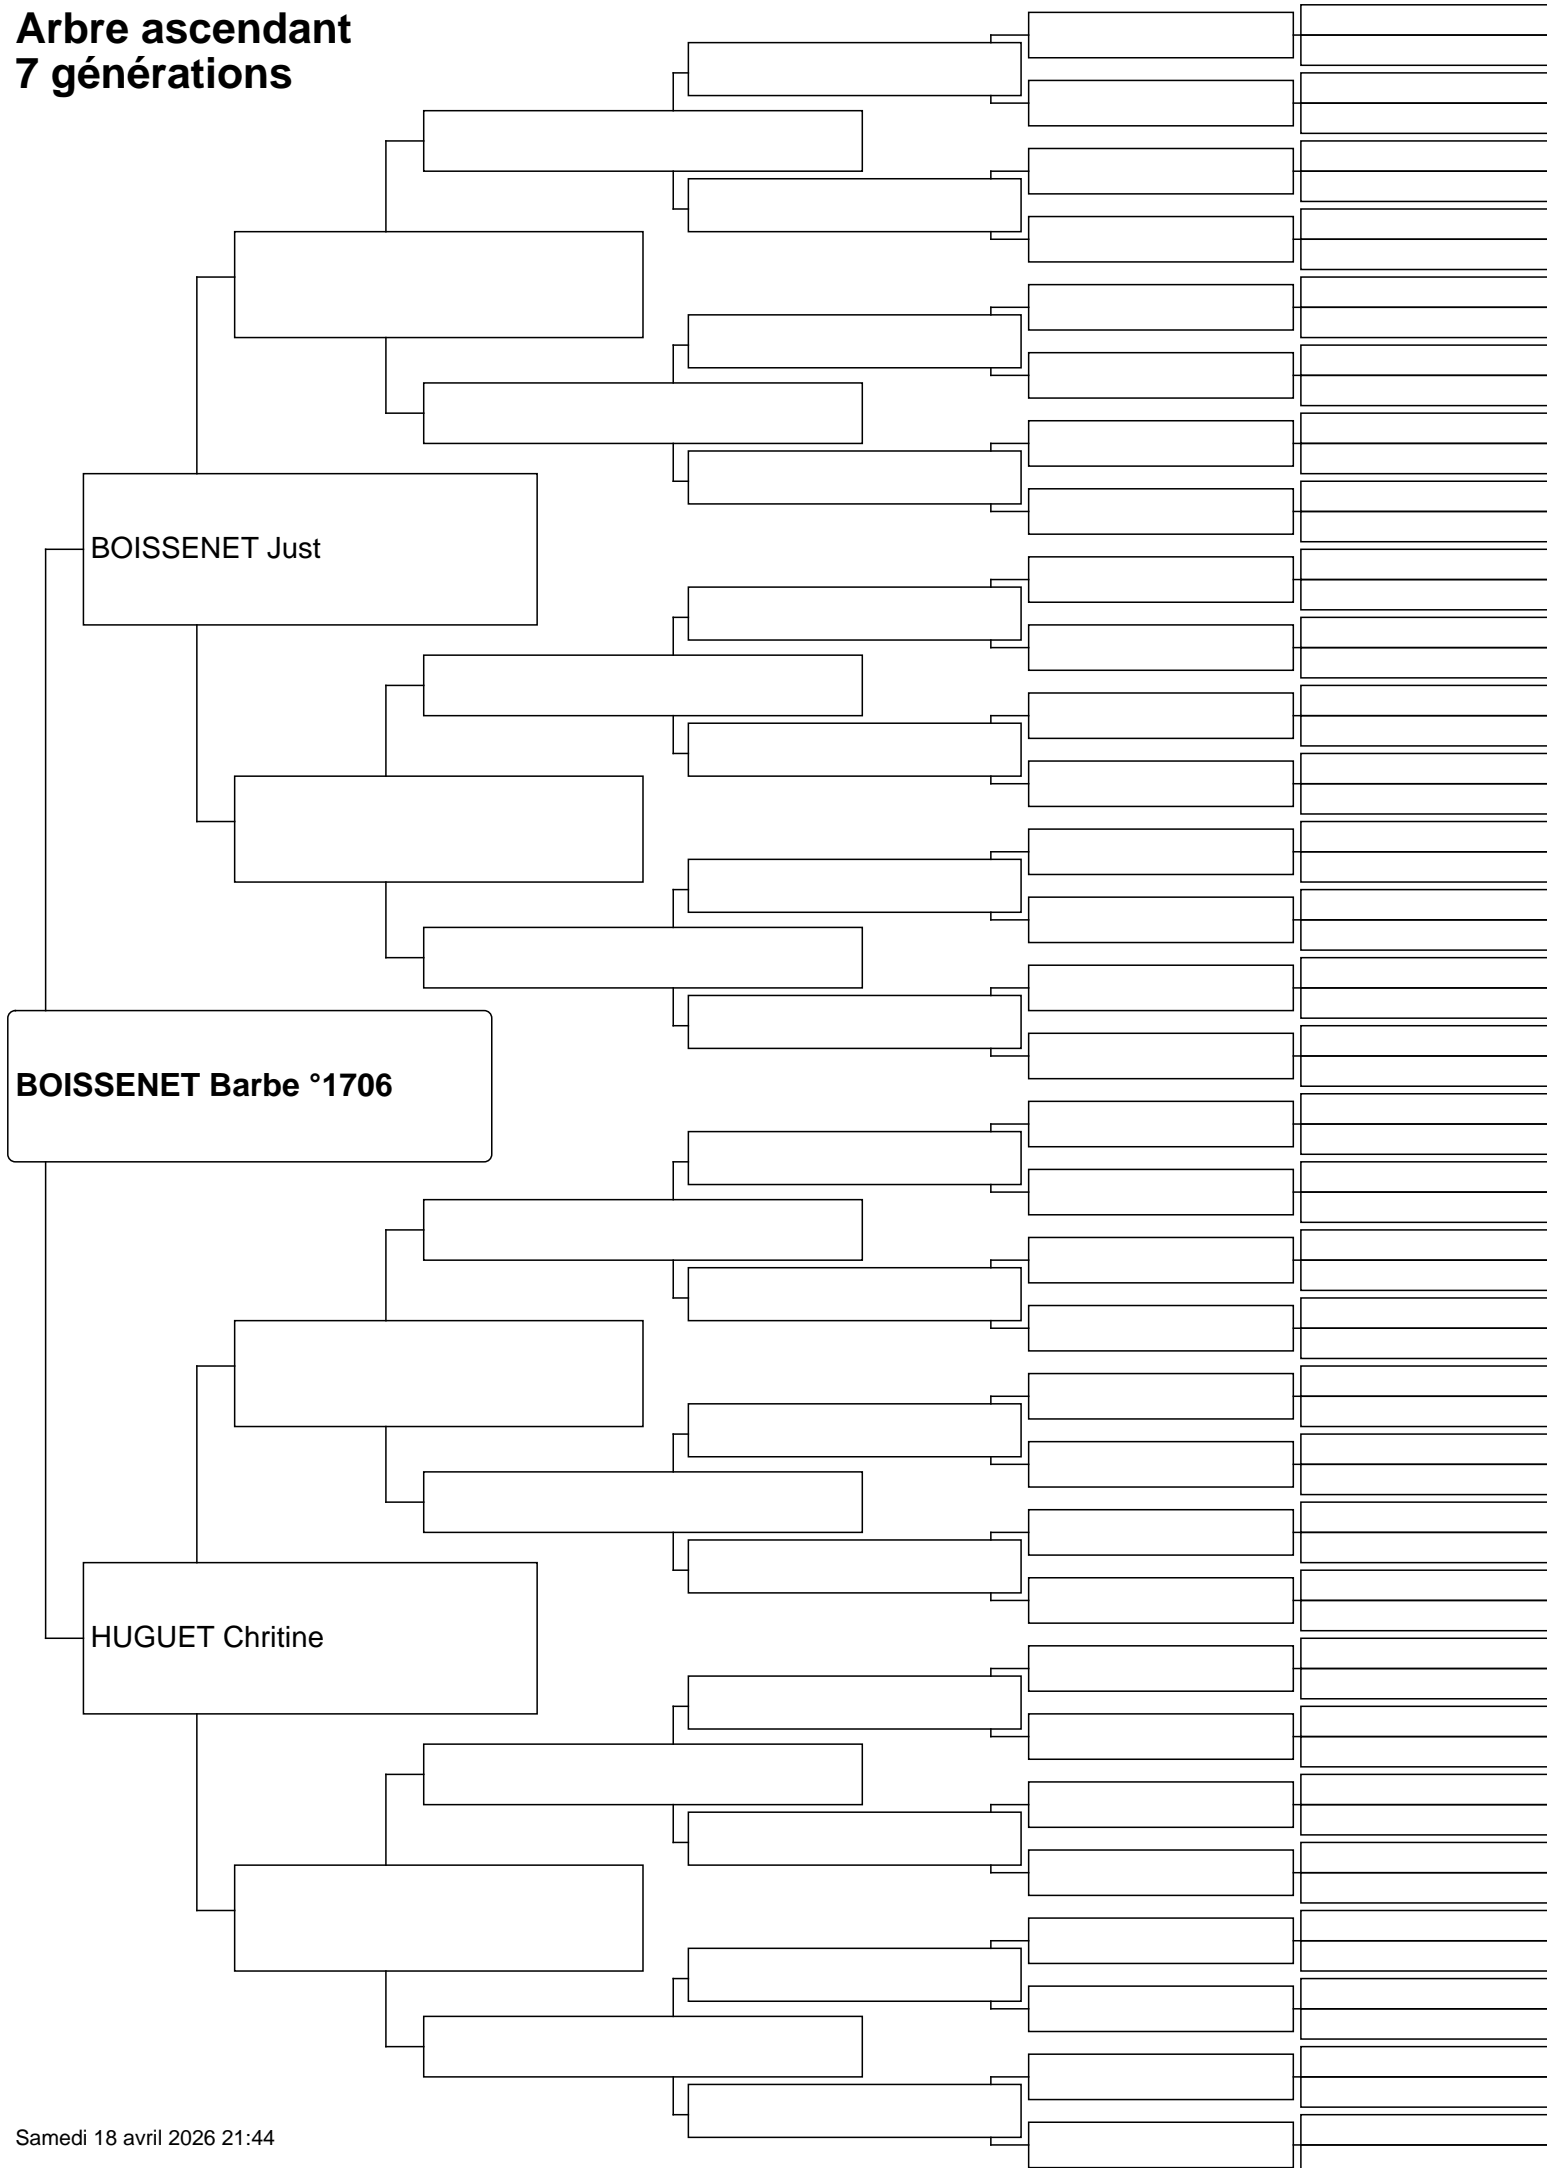 Arbre ascendant
7 générations
BOISSENET Just
BOISSENET Barbe °1706
HUGUET Chritine
Samedi 18 avril 2026 21:44